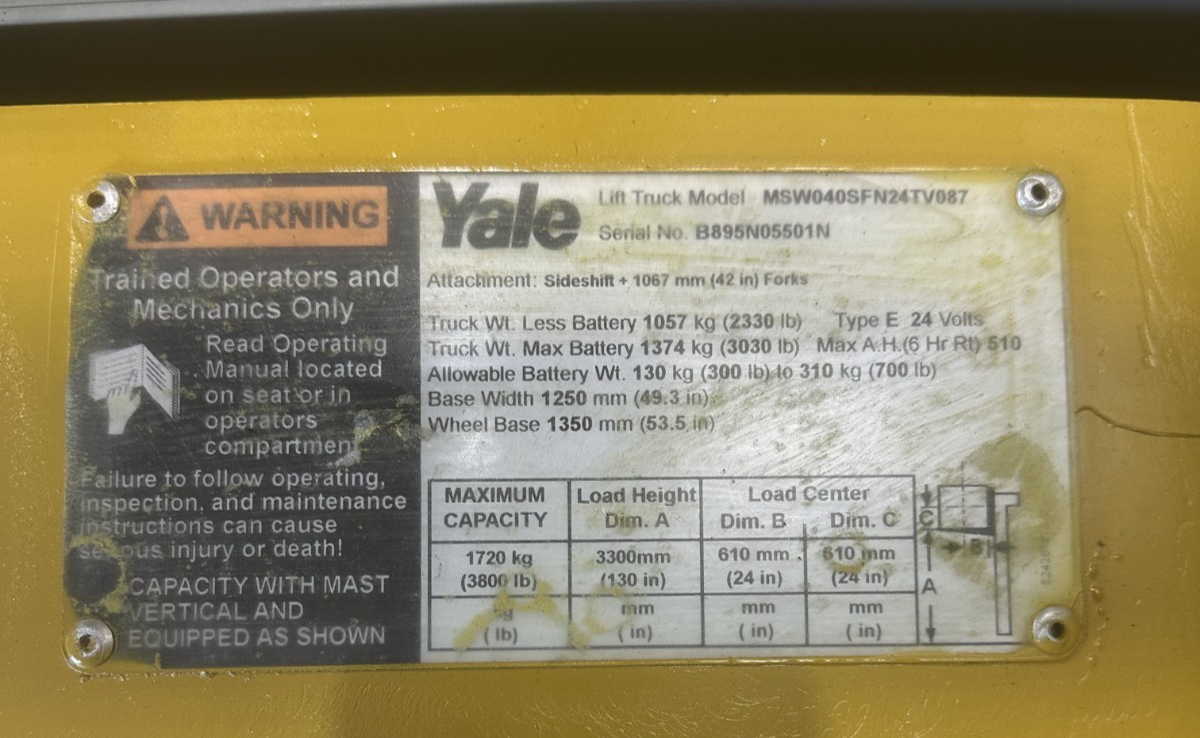 WARNING
Trained Operators and
Mechanics Only
Read Operating
Manual located
on seat or in
operators
compartment
Failure to follow operating,
inspection, and maintenance
instructions can cause
serious injury or death!
CAPACITY WITH MAST
VERTICAL AND
EQUIPPED AS SHOWN
Yale
Lift Truck Model MSW040SFN24TV087
Serial No. B895N05501N
Attachment: Sideshift + 1067 mm (42 in) Forks
Truck Wt. Less Battery 1057 kg (2330 lb) Type E 24 Volts
Truck Wt. Max Battery 1374 kg (3030 lb) Max A.H.(6 Hr Rt) 510
Allowable Battery Wt. 130 kg (300 lb) to 310 kg (700 lb)
Base Width 1250 mm (49.3 in)
Wheel Base 1350 mm (53.5 in)
MAXIMUM Load Height Load Center
CAPACITY Dim. A Dim. B Dim. C
1720 kg 3300mm 610 mm 610 mm
(3800 lb) (130 in) (24 in) (24 in)
kg mm mm mm
(lb) (in) (in) (in)
C
B
A